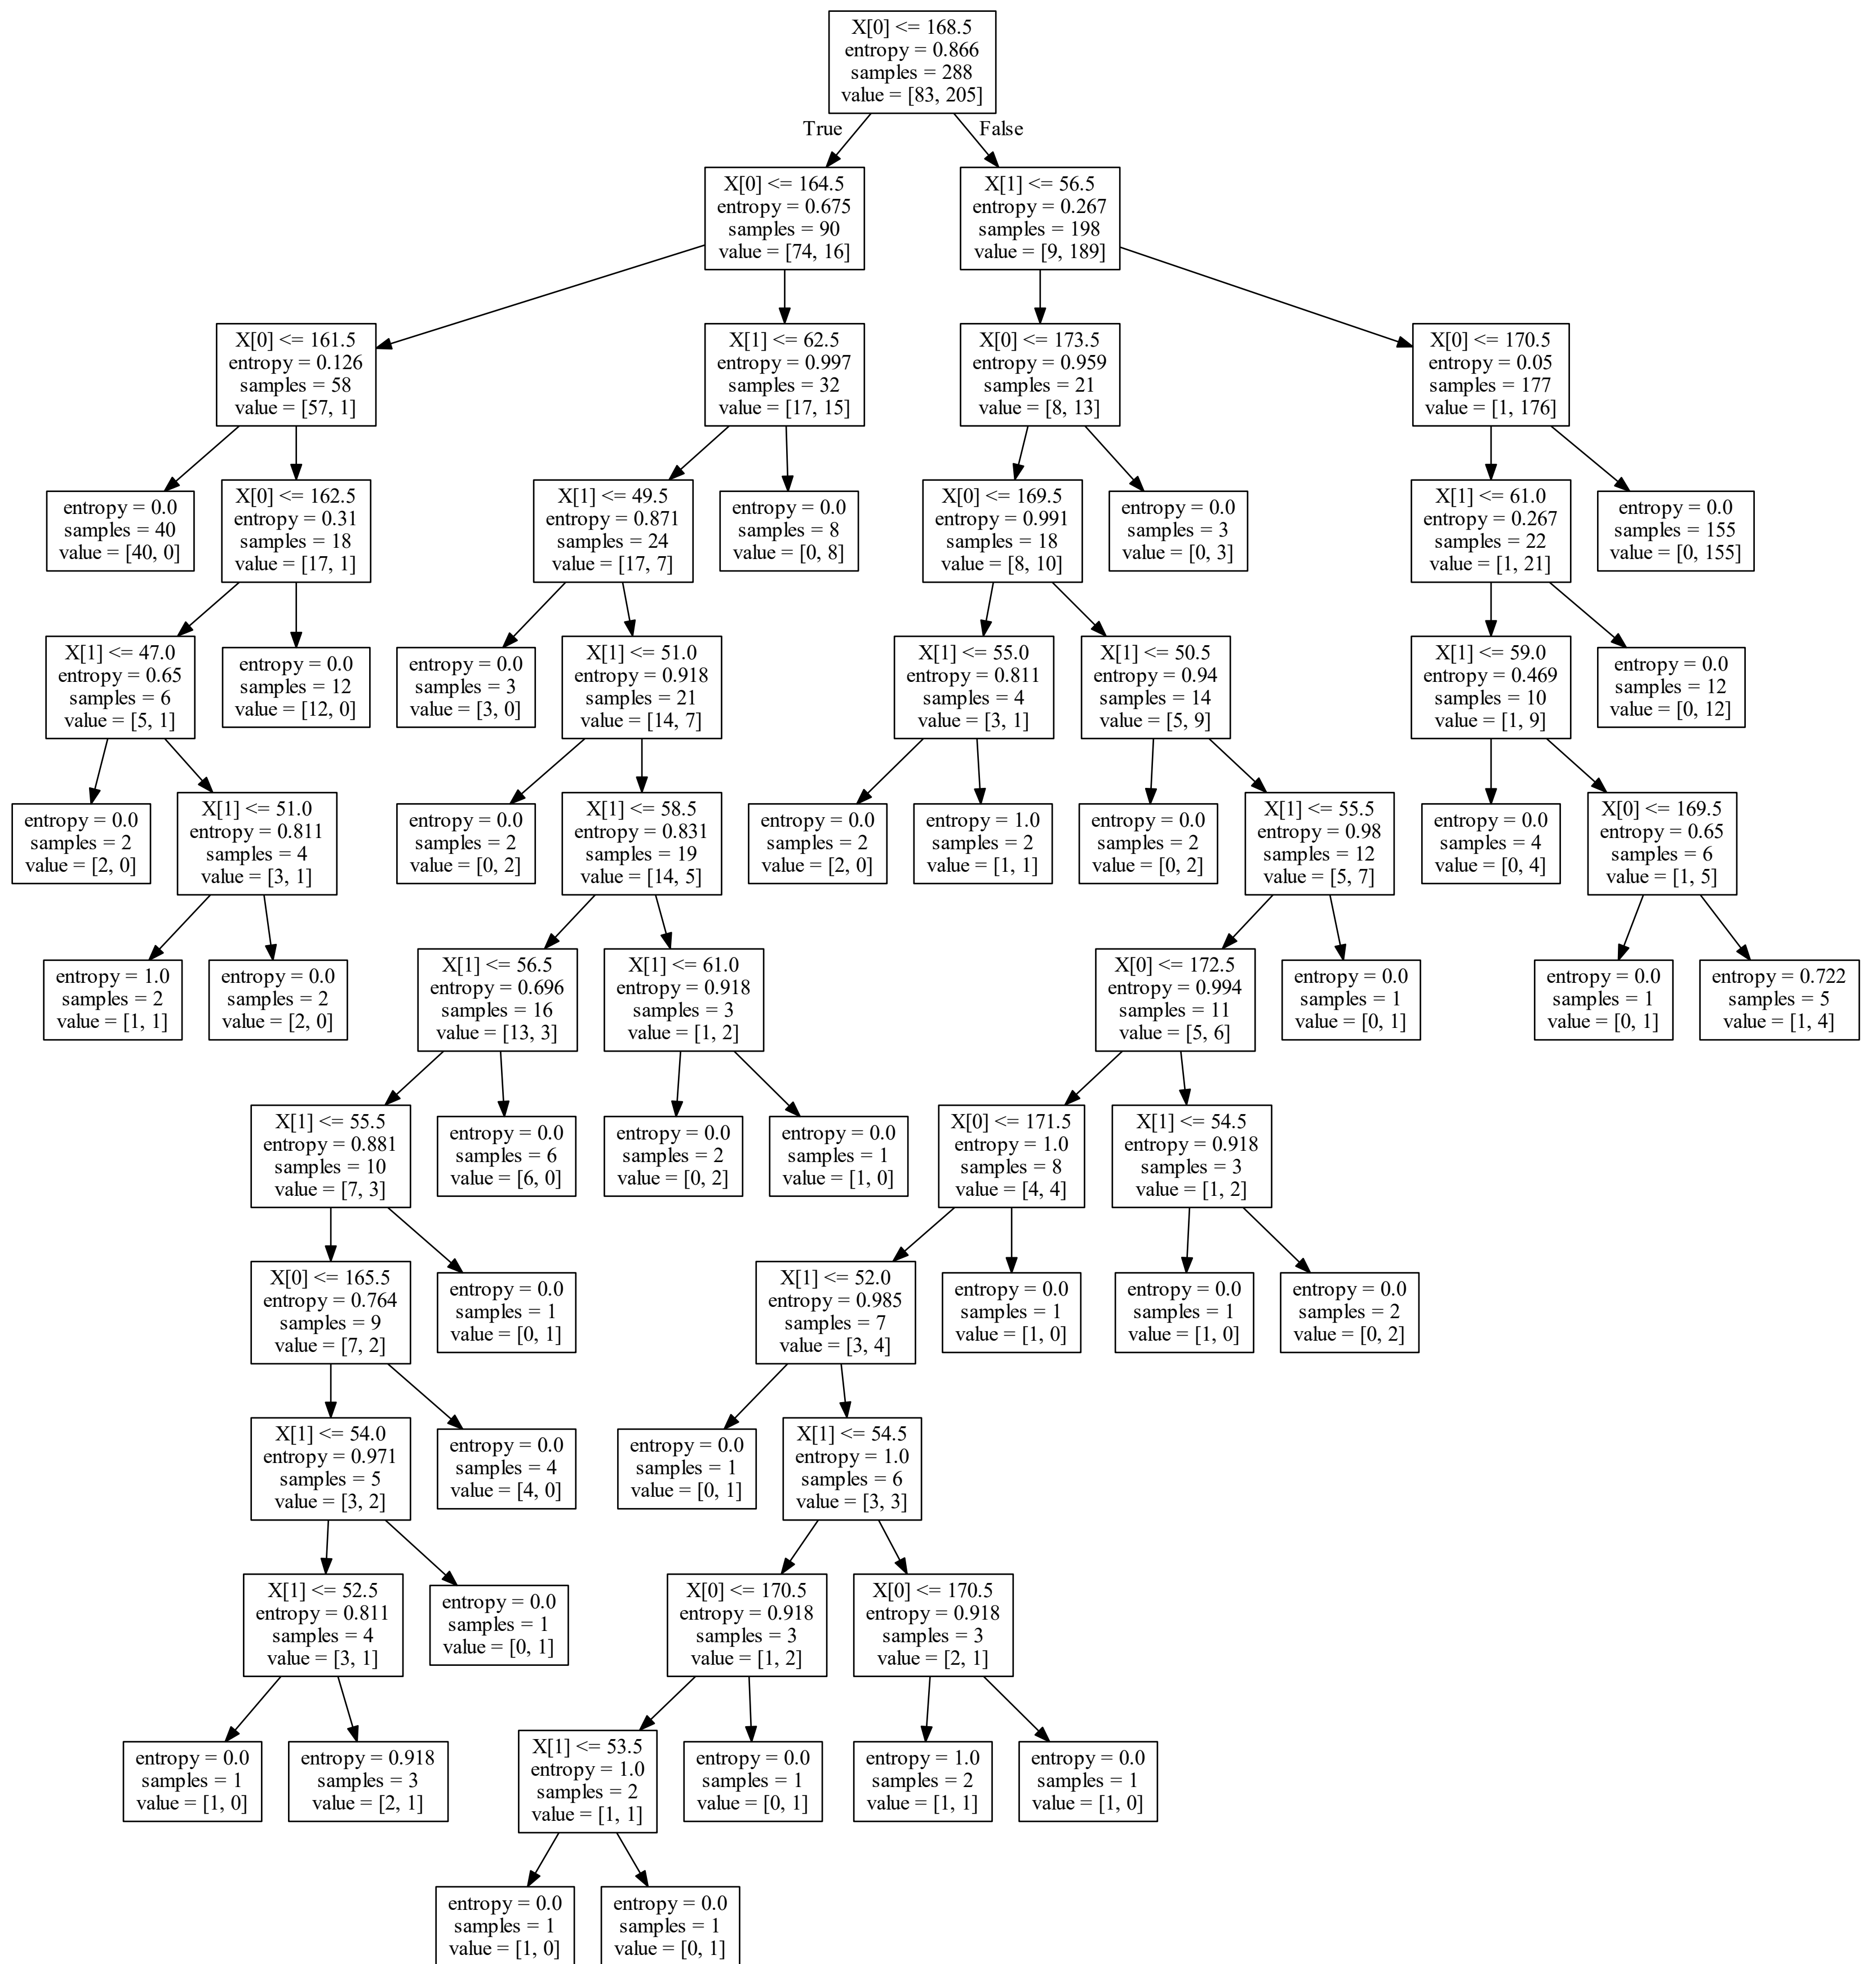 X[0] <= 168.5
entropy = 0.866
samples = 288
value = [83, 205]
True
False
X[0] <= 164.5
entropy = 0.675
samples = 90
value = [74, 16]
X[1] <= 56.5
entropy = 0.267
samples = 198
value = [9, 189]
X[0] <= 161.5
entropy = 0.126
samples = 58
value = [57, 1]
X[1] <= 62.5
entropy = 0.997
samples = 32
value = [17, 15]
X[0] <= 173.5
entropy = 0.959
samples = 21
value = [8, 13]
X[0] <= 170.5
entropy = 0.05
samples = 177
value = [1, 176]
entropy = 0.0
samples = 40
value = [40, 0]
X[0] <= 162.5
entropy = 0.31
samples = 18
value = [17, 1]
X[1] <= 49.5
entropy = 0.871
samples = 24
value = [17, 7]
entropy = 0.0
samples = 8
value = [0, 8]
X[0] <= 169.5
entropy = 0.991
samples = 18
value = [8, 10]
entropy = 0.0
samples = 3
value = [0, 3]
X[1] <= 61.0
entropy = 0.267
samples = 22
value = [1, 21]
entropy = 0.0
samples = 155
value = [0, 155]
X[1] <= 47.0
entropy = 0.65
samples = 6
value = [5, 1]
entropy = 0.0
samples = 12
value = [12, 0]
entropy = 0.0
samples = 3
value = [3, 0]
X[1] <= 51.0
entropy = 0.918
samples = 21
value = [14, 7]
X[1] <= 55.0
entropy = 0.811
samples = 4
value = [3, 1]
X[1] <= 50.5
entropy = 0.94
samples = 14
value = [5, 9]
X[1] <= 59.0
entropy = 0.469
samples = 10
value = [1, 9]
entropy = 0.0
samples = 12
value = [0, 12]
entropy = 0.0
samples = 2
value = [2, 0]
X[1] <= 51.0
entropy = 0.811
samples = 4
value = [3, 1]
entropy = 0.0
samples = 2
value = [0, 2]
X[1] <= 58.5
entropy = 0.831
samples = 19
value = [14, 5]
entropy = 0.0
samples = 2
value = [2, 0]
entropy = 1.0
samples = 2
value = [1, 1]
entropy = 0.0
samples = 2
value = [0, 2]
X[1] <= 55.5
entropy = 0.98
samples = 12
value = [5, 7]
entropy = 0.0
samples = 4
value = [0, 4]
X[0] <= 169.5
entropy = 0.65
samples = 6
value = [1, 5]
entropy = 1.0
samples = 2
value = [1, 1]
entropy = 0.0
samples = 2
value = [2, 0]
X[1] <= 56.5
entropy = 0.696
samples = 16
value = [13, 3]
X[1] <= 61.0
entropy = 0.918
samples = 3
value = [1, 2]
X[0] <= 172.5
entropy = 0.994
samples = 11
value = [5, 6]
entropy = 0.0
samples = 1
value = [0, 1]
entropy = 0.0
samples = 1
value = [0, 1]
entropy = 0.722
samples = 5
value = [1, 4]
X[1] <= 55.5
entropy = 0.881
samples = 10
value = [7, 3]
entropy = 0.0
samples = 6
value = [6, 0]
entropy = 0.0
samples = 2
value = [0, 2]
entropy = 0.0
samples = 1
value = [1, 0]
X[0] <= 171.5
entropy = 1.0
samples = 8
value = [4, 4]
X[1] <= 54.5
entropy = 0.918
samples = 3
value = [1, 2]
X[0] <= 165.5
entropy = 0.764
samples = 9
value = [7, 2]
entropy = 0.0
samples = 1
value = [0, 1]
X[1] <= 52.0
entropy = 0.985
samples = 7
value = [3, 4]
entropy = 0.0
samples = 1
value = [1, 0]
entropy = 0.0
samples = 1
value = [1, 0]
entropy = 0.0
samples = 2
value = [0, 2]
X[1] <= 54.0
entropy = 0.971
samples = 5
value = [3, 2]
entropy = 0.0
samples = 4
value = [4, 0]
entropy = 0.0
samples = 1
value = [0, 1]
X[1] <= 54.5
entropy = 1.0
samples = 6
value = [3, 3]
X[1] <= 52.5
entropy = 0.811
samples = 4
value = [3, 1]
entropy = 0.0
samples = 1
value = [0, 1]
X[0] <= 170.5
entropy = 0.918
samples = 3
value = [1, 2]
X[0] <= 170.5
entropy = 0.918
samples = 3
value = [2, 1]
entropy = 0.0
samples = 1
value = [1, 0]
entropy = 0.918
samples = 3
value = [2, 1]
X[1] <= 53.5
entropy = 1.0
samples = 2
value = [1, 1]
entropy = 0.0
samples = 1
value = [0, 1]
entropy = 1.0
samples = 2
value = [1, 1]
entropy = 0.0
samples = 1
value = [1, 0]
entropy = 0.0
samples = 1
value = [1, 0]
entropy = 0.0
samples = 1
value = [0, 1]